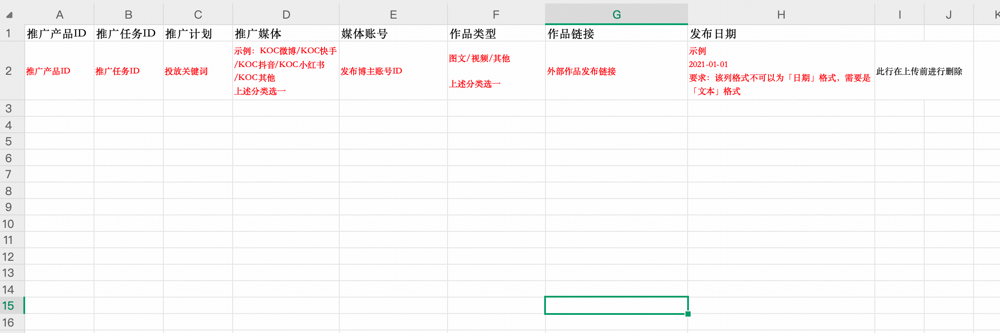 A B C D E F G H I J K
1 推广产品ID 推广任务ID 推广计划 推广媒体 媒体账号 作品类型 作品链接 发布日期
2 推广产品ID 推广任务ID 投放关键词
示例：KOC微博/KOC快手
/KOC抖音/KOC小红书
/KOC其他
上述分类选一
发布博主账号ID
图文/视频/其他
上述分类选一
外部作品发布链接
示例
2021-01-01
要求：该列格式不可以为「日期」格式，需要是
「文本」格式
此行在上传前进行删除
3
4
5
6
7
8
9
10
11
12
13
14
15
16